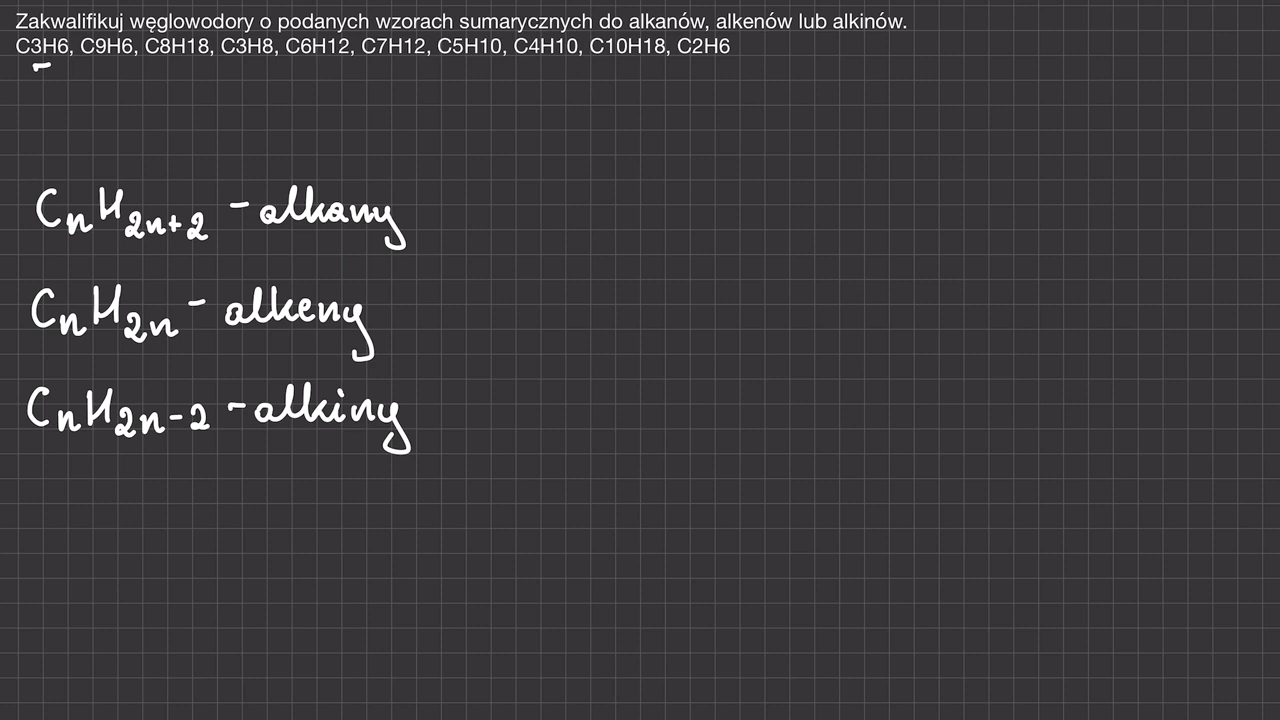 Zakwalifikuj węglowodory o podanych wzorach sumarycznych do alkanów, alkenów lub alkinów.
C3H6, C9H6, C8H18, C3H8, C6H12, C7H12, C5H10, C4H10, C10H18, C2H6
CnH2n+2 - alkany
CnH2n - alkeny
CnH2n-2 - alkiny